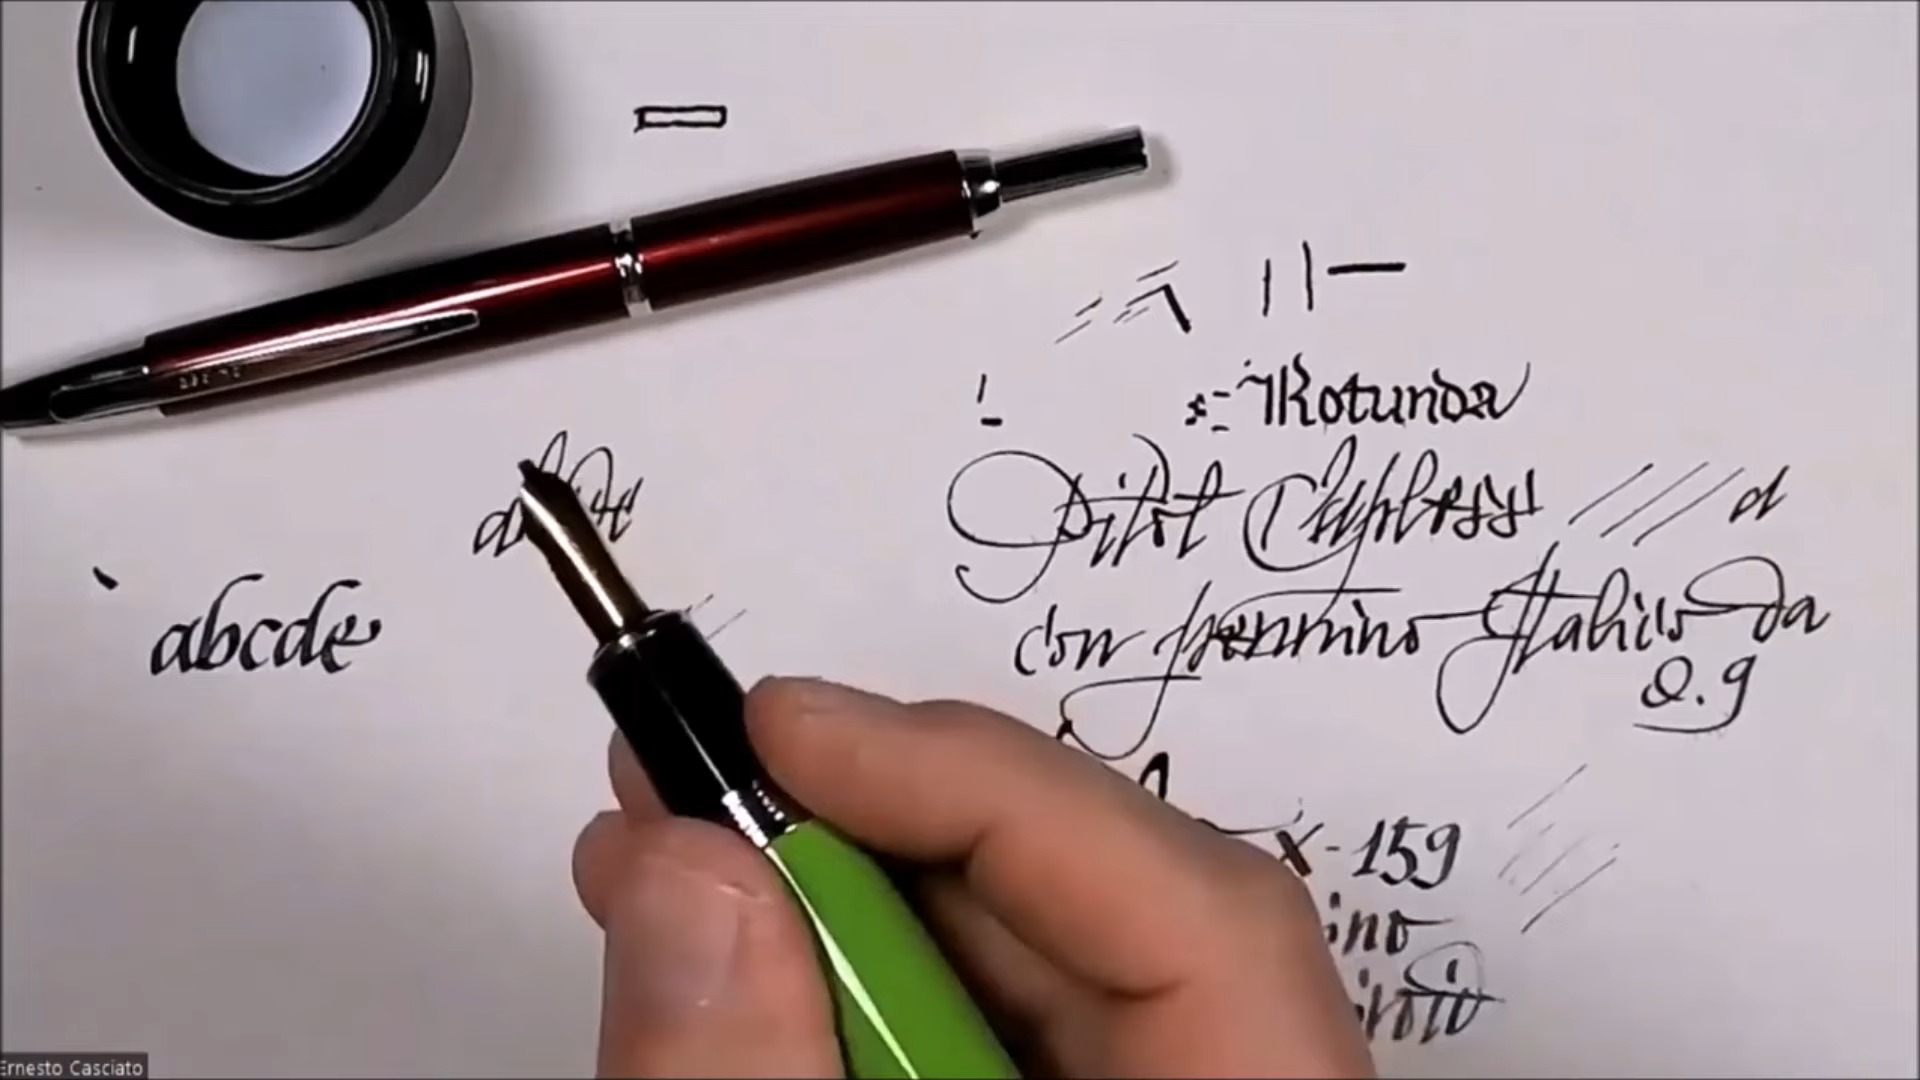 Rotunda
Pilot Capless
d
con pennino Italico da
0.9
abcde
x-159
Ernesto Casciato